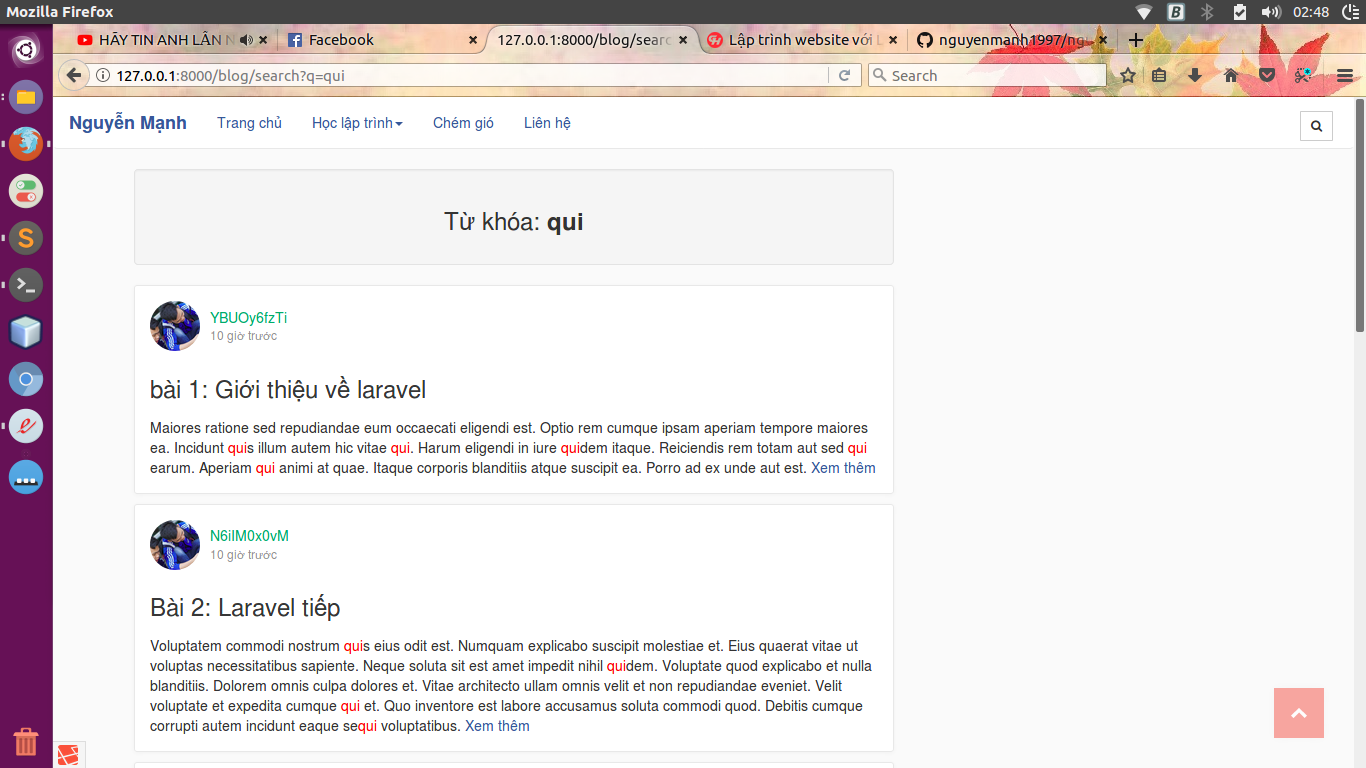 Mozilla Firefox
02:48
HÃY TIN ANH LẦN N
Facebook
127.0.0.1:8000/blog/searc
Lập trình website với L
nguyenmanh1997/ngu
127.0.0.1:8000/blog/search?q=qui
Search
Nguyễn Mạnh
Trang chủ
Học lập trình
Chém gió
Liên hệ
Từ khóa: qui
YBUOy6fzTi
10 giờ trước
bài 1: Giới thiệu về laravel
Maiores ratione sed repudiandae eum occaecati eligendi est. Optio rem cumque ipsam aperiam tempore maiores
ea. Incidunt quis illum autem hic vitae qui. Harum eligendi in iure quidem itaque. Reiciendis rem totam aut sed qui
earum. Aperiam qui animi at quae. Itaque corporis blanditiis atque suscipit ea. Porro ad ex unde aut est. Xem thêm
N6iIM0x0vM
10 giờ trước
Bài 2: Laravel tiếp
Voluptatem commodi nostrum quis eius odit est. Numquam explicabo suscipit molestiae et. Eius quaerat vitae ut
voluptas necessitatibus sapiente. Neque soluta sit est amet impedit nihil quidem. Voluptate quod explicabo et nulla
blanditiis. Dolorem omnis culpa dolores et. Vitae architecto ullam omnis velit et non repudiandae eveniet. Velit
voluptate et expedita cumque qui et. Quo inventore est labore accusamus soluta commodi quod. Debitis cumque
corrupti autem incidunt eaque sequi voluptatibus. Xem thêm